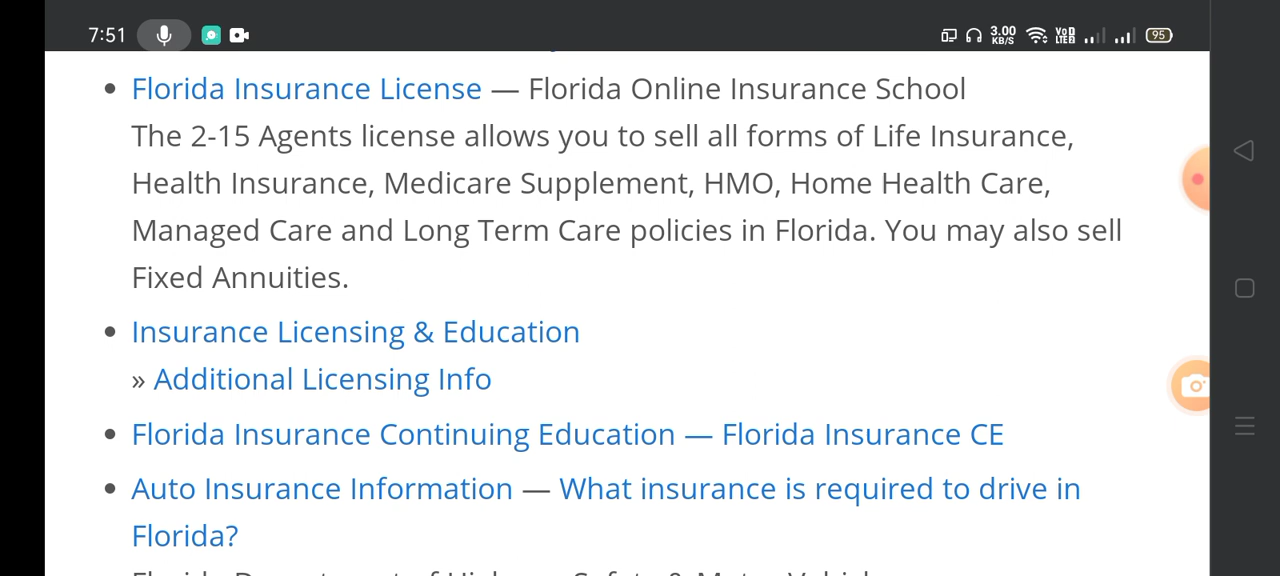 7:51
3.00
KB/S
VoD
LTE
95
Florida Insurance License — Florida Online Insurance School
The 2-15 Agents license allows you to sell all forms of Life Insurance,
Health Insurance, Medicare Supplement, HMO, Home Health Care,
Managed Care and Long Term Care policies in Florida. You may also sell
Fixed Annuities.
Insurance Licensing & Education
» Additional Licensing Info
Florida Insurance Continuing Education — Florida Insurance CE
Auto Insurance Information — What insurance is required to drive in
Florida?